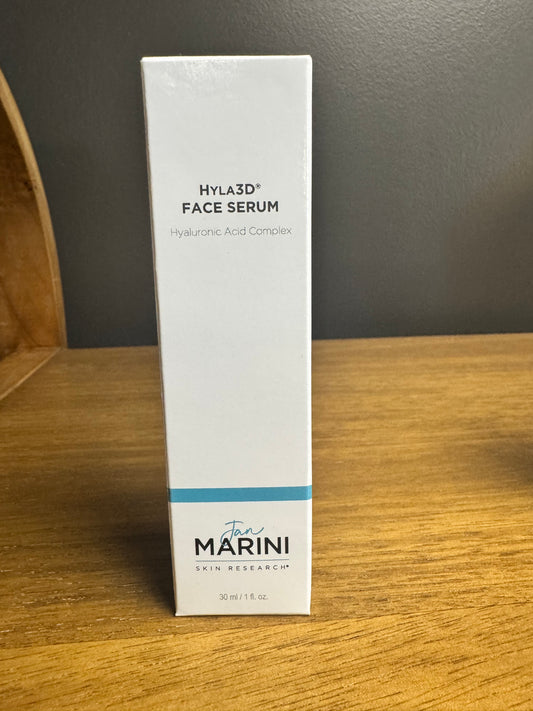 HYLA3D®
FACE SERUM
Hyaluronic Acid Complex
Jan
MARINI
SKIN RESEARCH®
30 ml / 1 fl. oz.